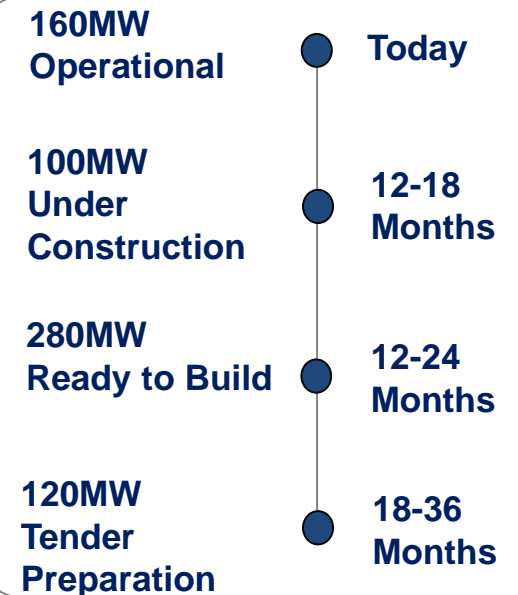 160MW
Operational
Today
100MW
Under
Construction
12-18
Months
280MW
Ready to Build
12-24
Months
120MW
Tender
Preparation
18-36
Months